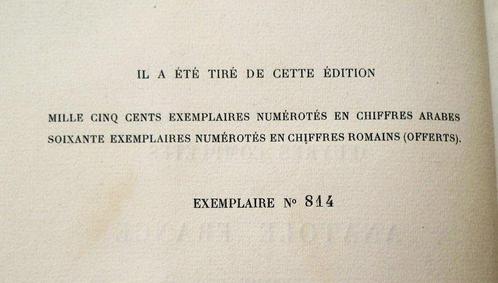 IL A ÉTÉ TIRÉ DE CETTE ÉDITION
MILLE CINQ CENTS EXEMPLAIRES NUMÉROTÉS EN CHIFFRES ARABES
SOIXANTE EXEMPLAIRES NUMÉROTÉS EN CHIFFRES ROMAINS (OFFERTS).
EXEMPLAIRE Nº 814